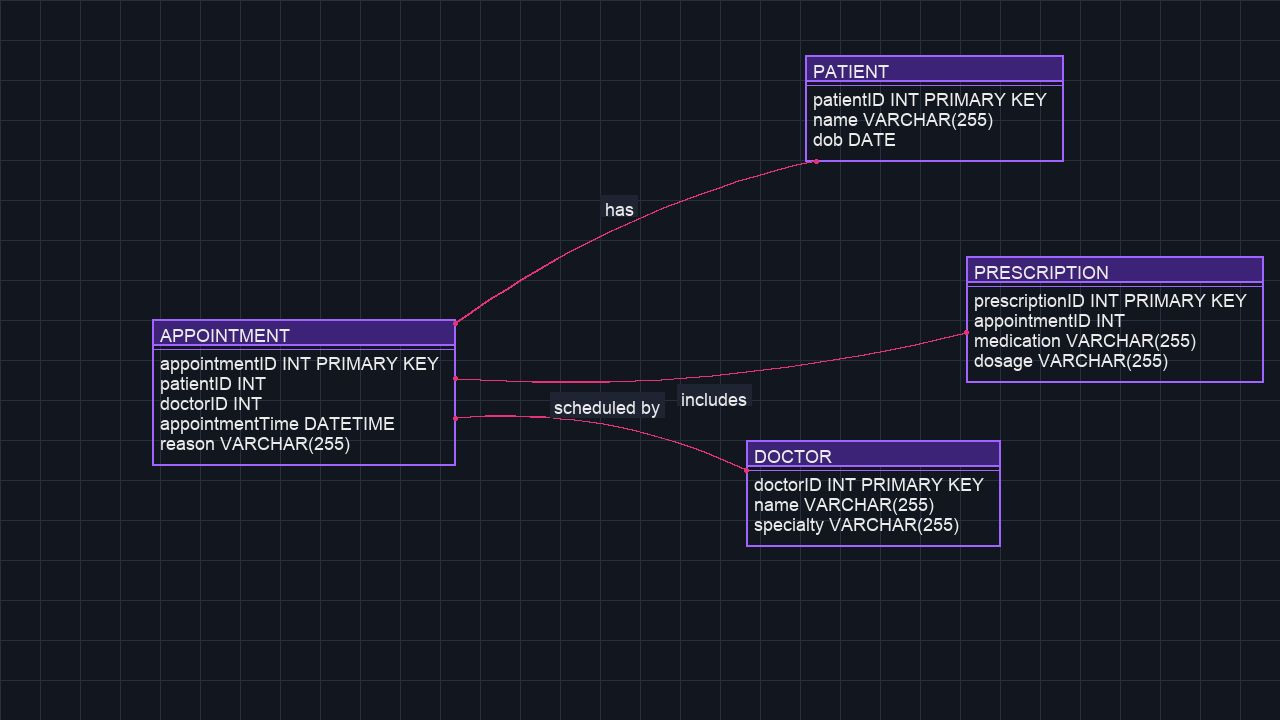 PATIENT
patientID INT PRIMARY KEY
name VARCHAR(255)
dob DATE
has
PRESCRIPTION
prescriptionID INT PRIMARY KEY
appointmentID INT
medication VARCHAR(255)
dosage VARCHAR(255)
APPOINTMENT
appointmentID INT PRIMARY KEY
patientID INT
doctorID INT
appointmentTime DATETIME
reason VARCHAR(255)
includes
scheduled by
DOCTOR
doctorID INT PRIMARY KEY
name VARCHAR(255)
specialty VARCHAR(255)